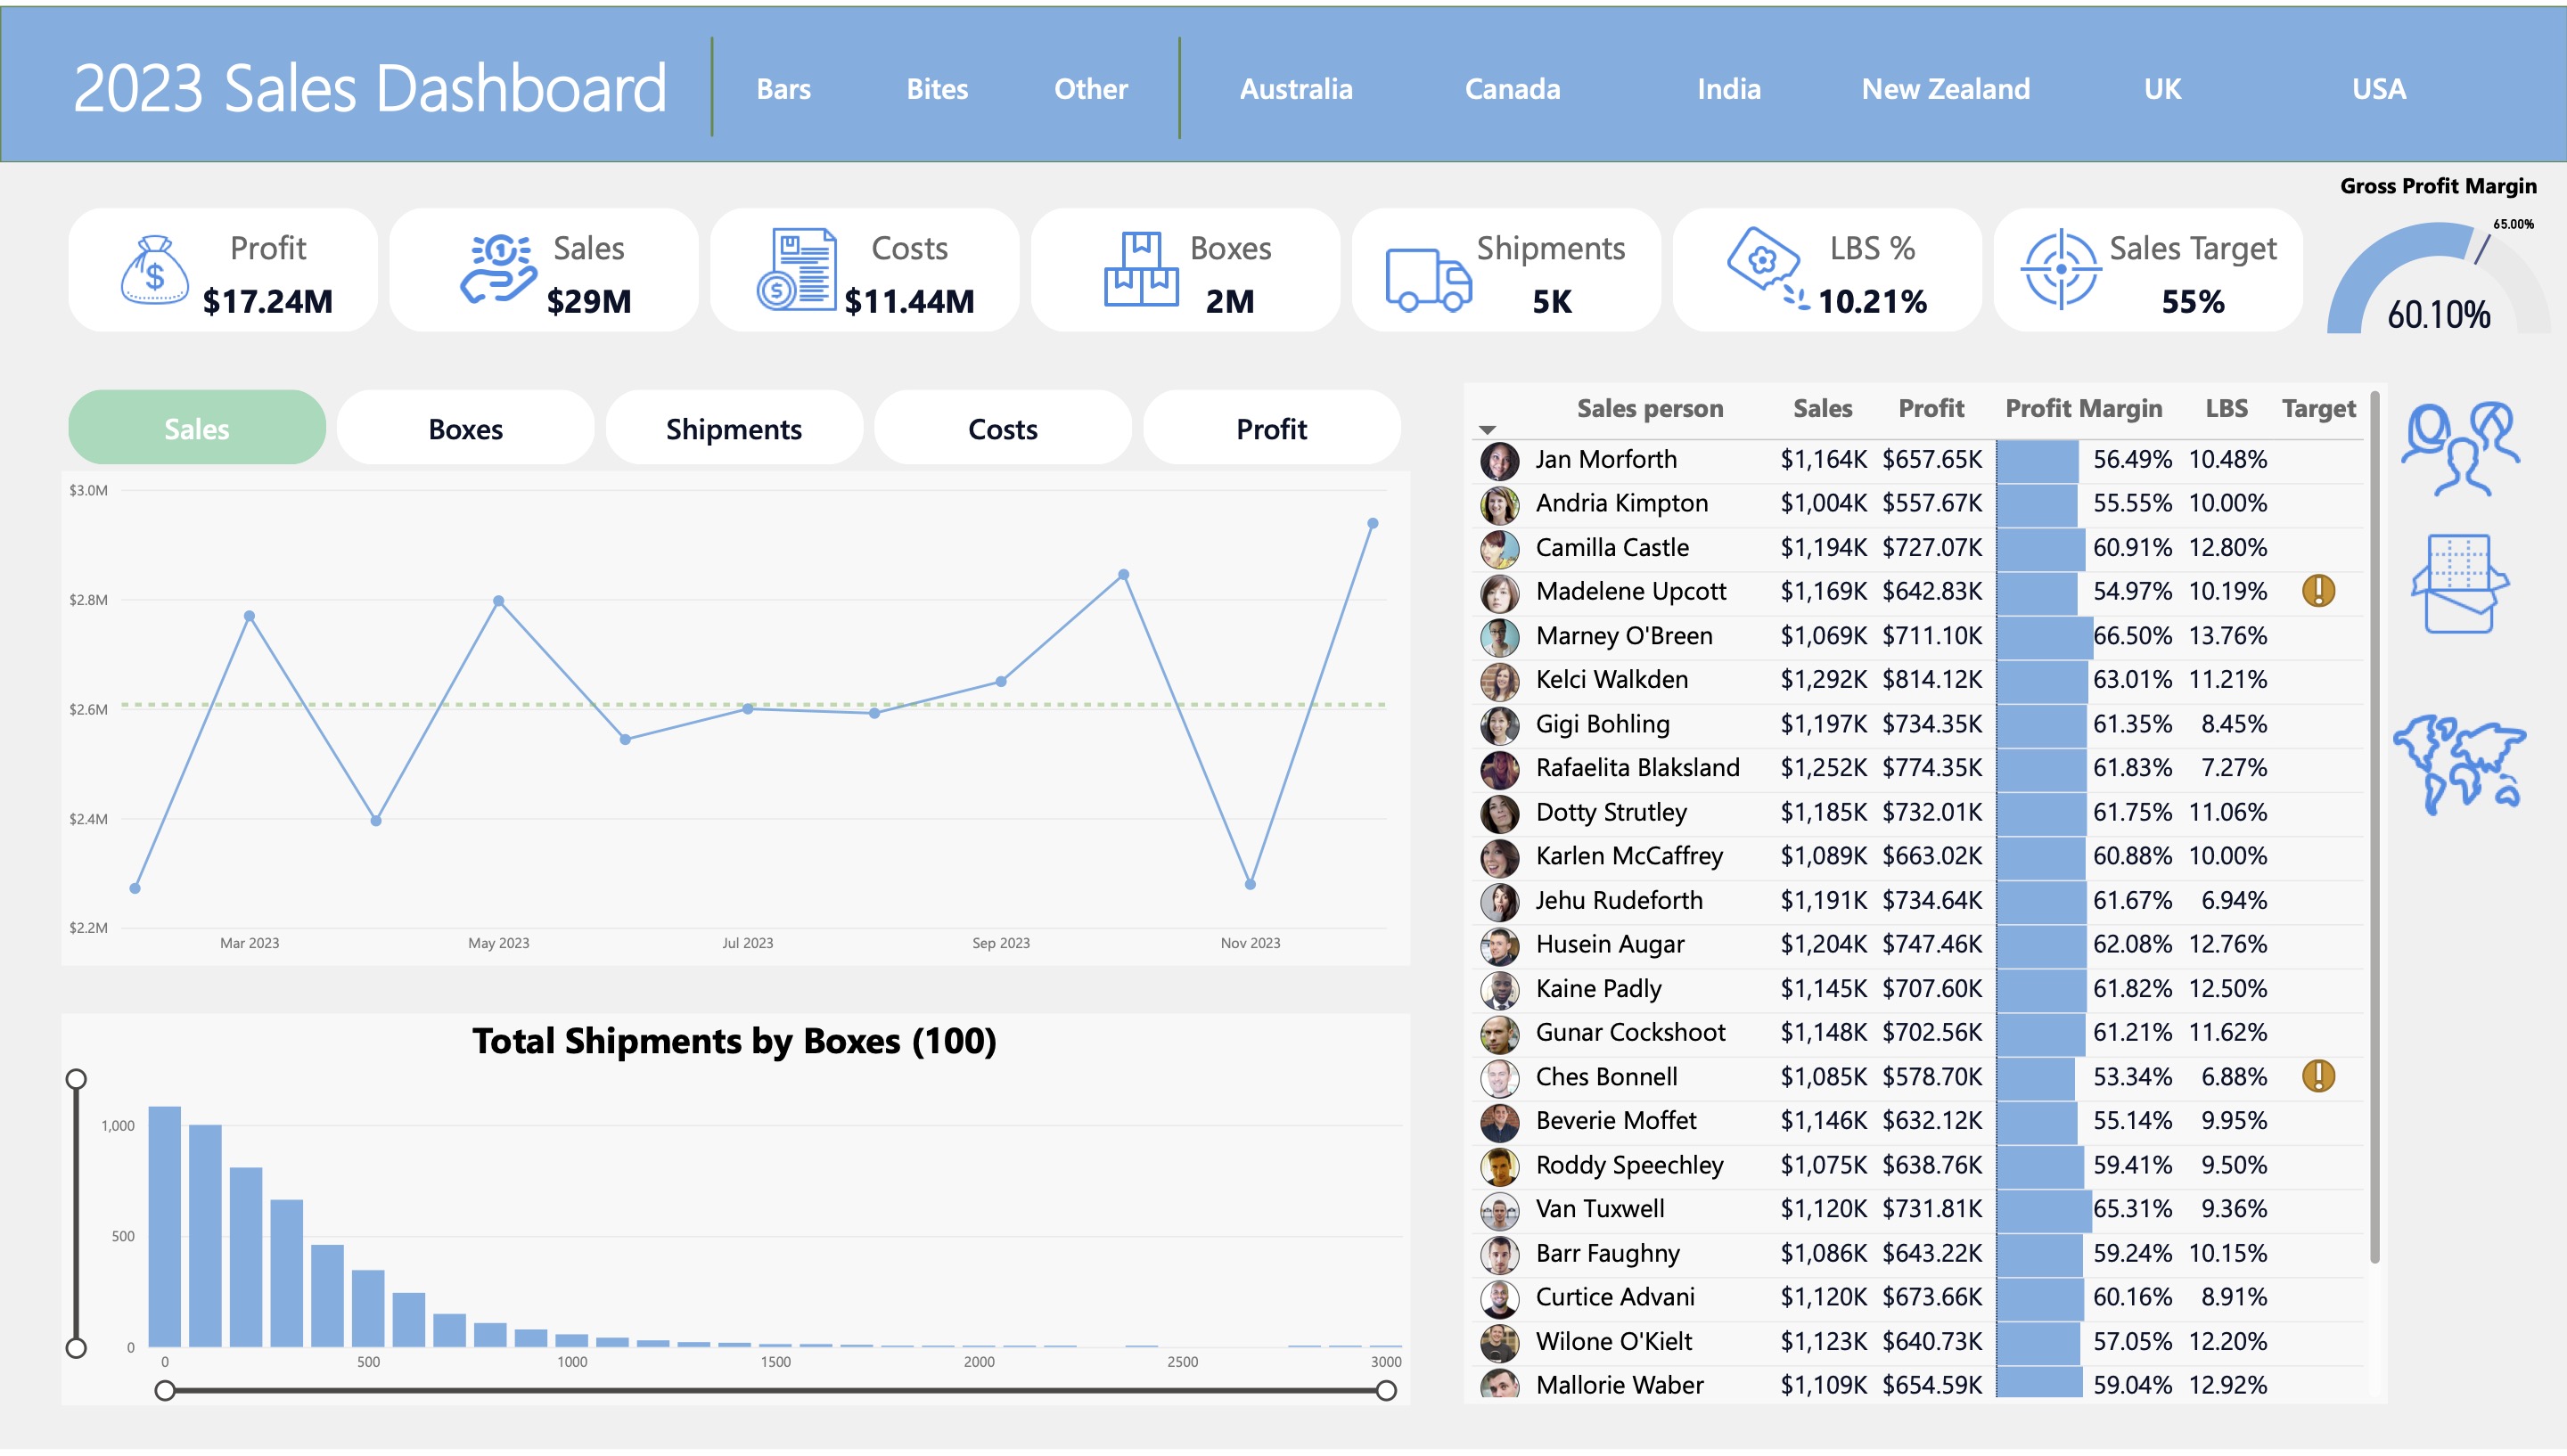 2023 Sales Dashboard
Bars Bites Other
Australia Canada India New Zealand UK USA
Profit
$17.24M
Sales
$29M
Costs
$11.44M
Boxes
2M
Shipments
5K
LBS %
10.21%
Sales Target
55%
Gross Profit Margin
65.00%
60.10%
Sales Boxes Shipments Costs Profit
$3.0M
$2.8M
$2.6M
$2.4M
$2.2M
Mar 2023 May 2023 Jul 2023 Sep 2023 Nov 2023
Total Shipments by Boxes (100)
1,000
500
0
0 500 1000 1500 2000 2500 3000
Sales person Sales Profit Profit Margin LBS Target
Jan Morforth $1,164K $657.65K 56.49% 10.48%
Andria Kimpton $1,004K $557.67K 55.55% 10.00%
Camilla Castle $1,194K $727.07K 60.91% 12.80%
Madelene Upcott $1,169K $642.83K 54.97% 10.19%
Marney O'Breen $1,069K $711.10K 66.50% 13.76%
Kelci Walkden $1,292K $814.12K 63.01% 11.21%
Gigi Bohling $1,197K $734.35K 61.35% 8.45%
Rafaelita Blaksland $1,252K $774.35K 61.83% 7.27%
Dotty Strutley $1,185K $732.01K 61.75% 11.06%
Karlen McCaffrey $1,089K $663.02K 60.88% 10.00%
Jehu Rudeforth $1,191K $734.64K 61.67% 6.94%
Husein Augar $1,204K $747.46K 62.08% 12.76%
Kaine Padly $1,145K $707.60K 61.82% 12.50%
Gunar Cockshoot $1,148K $702.56K 61.21% 11.62%
Ches Bonnell $1,085K $578.70K 53.34% 6.88%
Beverie Moffet $1,146K $632.12K 55.14% 9.95%
Roddy Speechley $1,075K $638.76K 59.41% 9.50%
Van Tuxwell $1,120K $731.81K 65.31% 9.36%
Barr Faughny $1,086K $643.22K 59.24% 10.15%
Curtice Advani $1,120K $673.66K 60.16% 8.91%
Wilone O'Kielt $1,123K $640.73K 57.05% 12.20%
Mallorie Waber $1,109K $654.59K 59.04% 12.92%